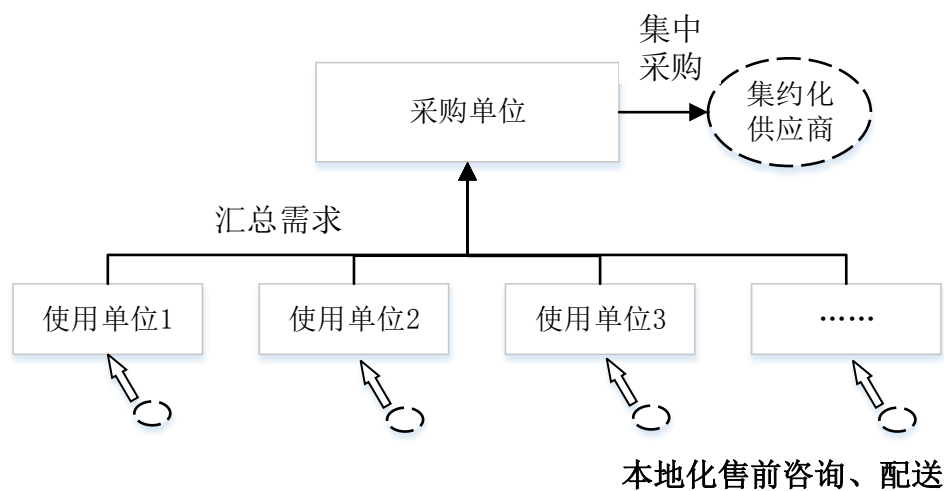 集中
采购
采购单位
集约化
供应商
汇总需求
使用单位1
使用单位2
使用单位3
……
本地化售前咨询、配送